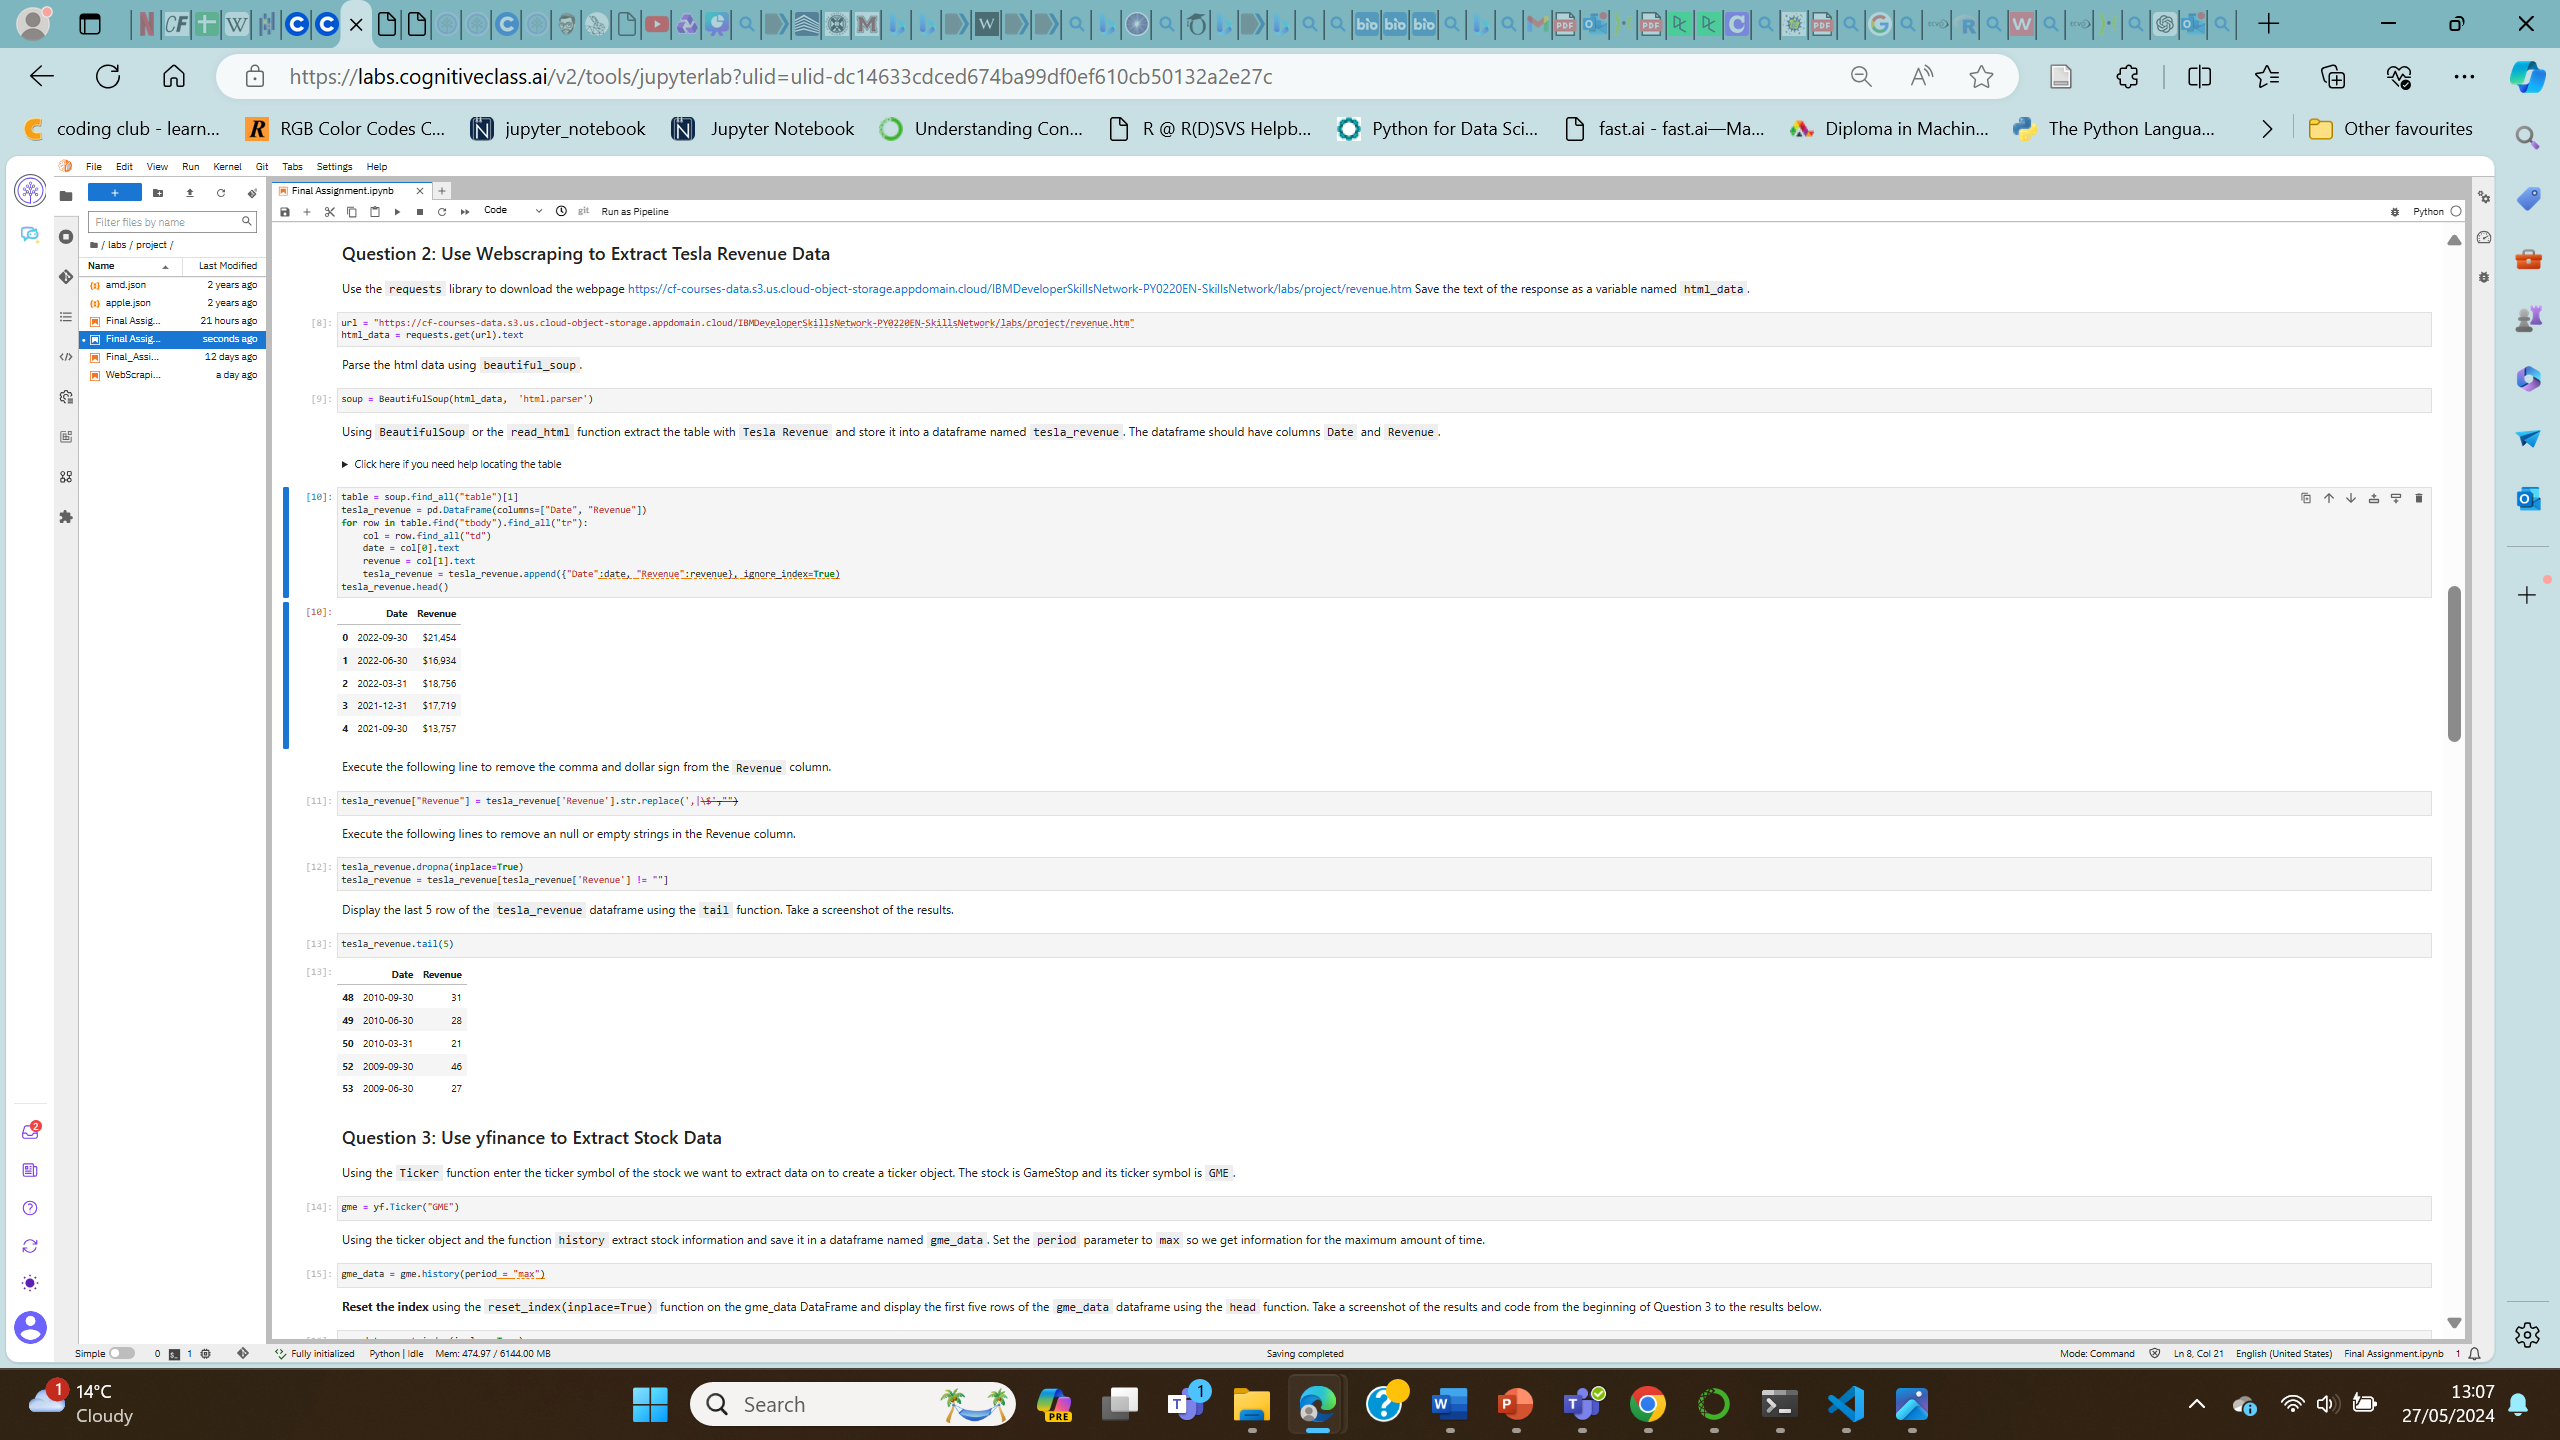 https://labs.cognitiveclass.ai/v2/tools/jupyterlab?ulid=ulid-dc14633cdced674ba99df0ef610cb50132a2e27c
coding club - learn... RGB Color Codes C... jupyter_notebook Jupyter Notebook Understanding Con... R @ R(D)SVS Helpb... Python for Data Sci... fast.ai - fast.ai—Ma... Diploma in Machin... The Python Langua... Other favourites
File Edit View Run Kernel Git Tabs Settings Help
Final Assignment.ipynb
Code git Run as Pipeline Python
Filter files by name
/ labs / project /
Name Last Modified
amd.json 2 years ago
apple.json 2 years ago
Final Assig... 21 hours ago
Final Assig... seconds ago
Final_Assi... 12 days ago
WebScrapi... a day ago
Question 2: Use Webscraping to Extract Tesla Revenue Data
Use the requests library to download the webpage https://cf-courses-data.s3.us.cloud-object-storage.appdomain.cloud/IBMDeveloperSkillsNetwork-PY0220EN-SkillsNetwork/labs/project/revenue.htm Save the text of the response as a variable named html_data.
[8]: url = "https://cf-courses-data.s3.us.cloud-object-storage.appdomain.cloud/IBMDeveloperSkillsNetwork-PY0220EN-SkillsNetwork/labs/project/revenue.htm"
html_data = requests.get(url).text
Parse the html data using beautiful_soup.
[9]: soup = BeautifulSoup(html_data, 'html.parser')
Using BeautifulSoup or the read_html function extract the table with Tesla Revenue and store it into a dataframe named tesla_revenue. The dataframe should have columns Date and Revenue.
Click here if you need help locating the table
[10]: table = soup.find_all("table")[1]
tesla_revenue = pd.DataFrame(columns=["Date", "Revenue"])
for row in table.find("tbody").find_all("tr"):
col = row.find_all("td")
date = col[0].text
revenue = col[1].text
tesla_revenue = tesla_revenue.append({"Date":date, "Revenue":revenue}, ignore_index=True)
tesla_revenue.head()
[10]: Date Revenue
0 2022-09-30 $21,454
1 2022-06-30 $16,934
2 2022-03-31 $18,756
3 2021-12-31 $17,719
4 2021-09-30 $13,757
Execute the following line to remove the comma and dollar sign from the Revenue column.
[11]: tesla_revenue["Revenue"] = tesla_revenue['Revenue'].str.replace(',|\$',"")
Execute the following lines to remove an null or empty strings in the Revenue column.
[12]: tesla_revenue.dropna(inplace=True)
tesla_revenue = tesla_revenue[tesla_revenue['Revenue'] != ""]
Display the last 5 row of the tesla_revenue dataframe using the tail function. Take a screenshot of the results.
[13]: tesla_revenue.tail(5)
[13]: Date Revenue
48 2010-09-30 31
49 2010-06-30 28
50 2010-03-31 21
52 2009-09-30 46
53 2009-06-30 27
Question 3: Use yfinance to Extract Stock Data
Using the Ticker function enter the ticker symbol of the stock we want to extract data on to create a ticker object. The stock is GameStop and its ticker symbol is GME.
[14]: gme = yf.Ticker("GME")
Using the ticker object and the function history extract stock information and save it in a dataframe named gme_data. Set the period parameter to max so we get information for the maximum amount of time.
[15]: gme_data = gme.history(period = "max")
Reset the index using the reset_index(inplace=True) function on the gme_data DataFrame and display the first five rows of the gme_data dataframe using the head function. Take a screenshot of the results and code from the beginning of Question 3 to the results below.
Simple 0 1 Fully initialized Python | Idle Mem: 474.97 / 6144.00 MB Saving completed Mode: Command Ln 8, Col 21 English (United States) Final Assignment.ipynb 1
2
1 14°C
Cloudy
Search
PRE
1
13:07
27/05/2024